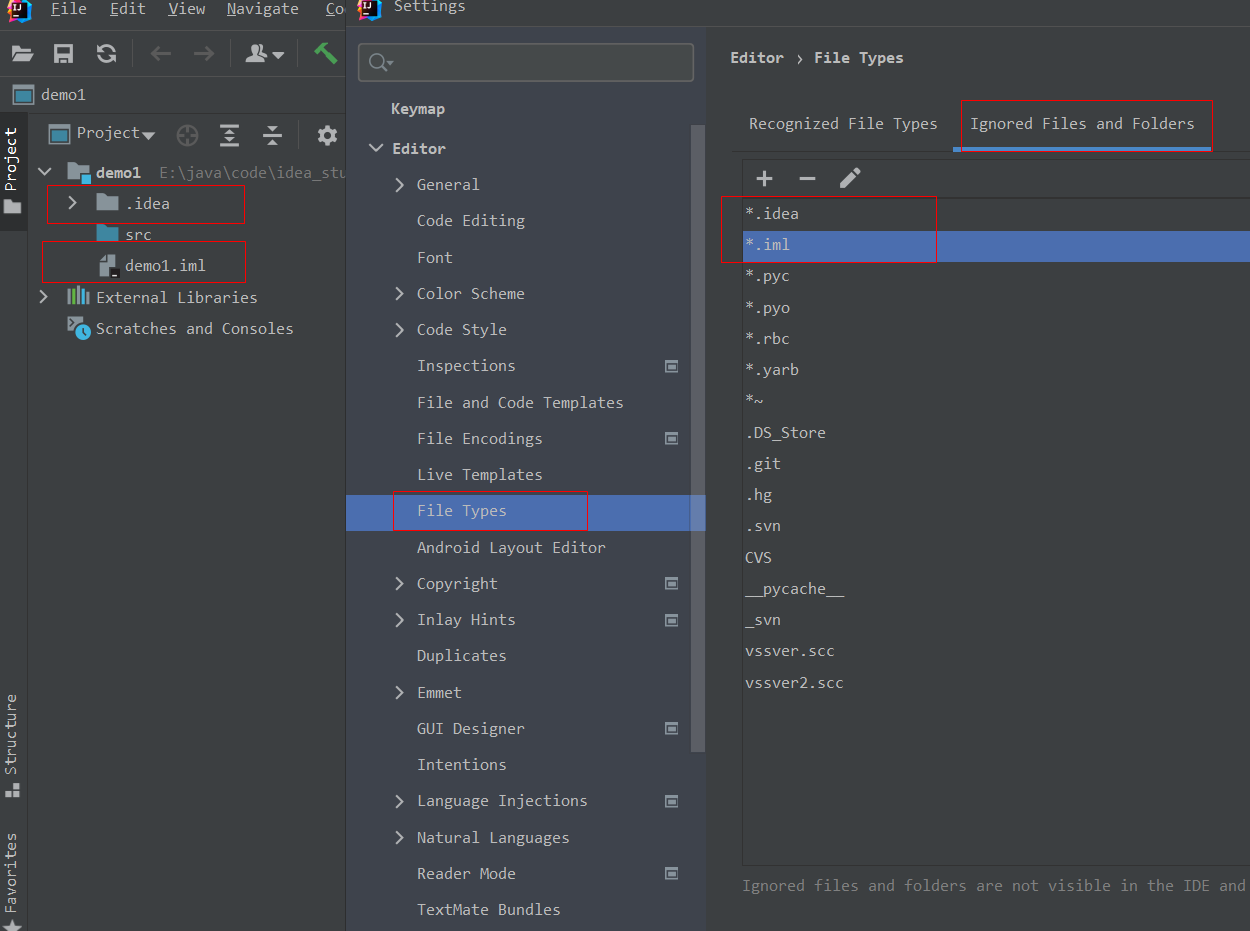 File Edit View Navigate Co
demo1
Project
Project
demo1 E:\java\code\idea_stu
.idea
src
demo1.iml
External Libraries
Scratches and Consoles
Structure
Favorites
Settings
Keymap
Editor
General
Code Editing
Font
Color Scheme
Code Style
Inspections
File and Code Templates
File Encodings
Live Templates
File Types
Android Layout Editor
Copyright
Inlay Hints
Duplicates
Emmet
GUI Designer
Intentions
Language Injections
Natural Languages
Reader Mode
TextMate Bundles
Editor › File Types
Recognized File Types Ignored Files and Folders
*.idea
*.iml
*.pyc
*.pyo
*.rbc
*.yarb
*~
.DS_Store
.git
.hg
.svn
CVS
__pycache__
_svn
vssver.scc
vssver2.scc
Ignored files and folders are not visible in the IDE and